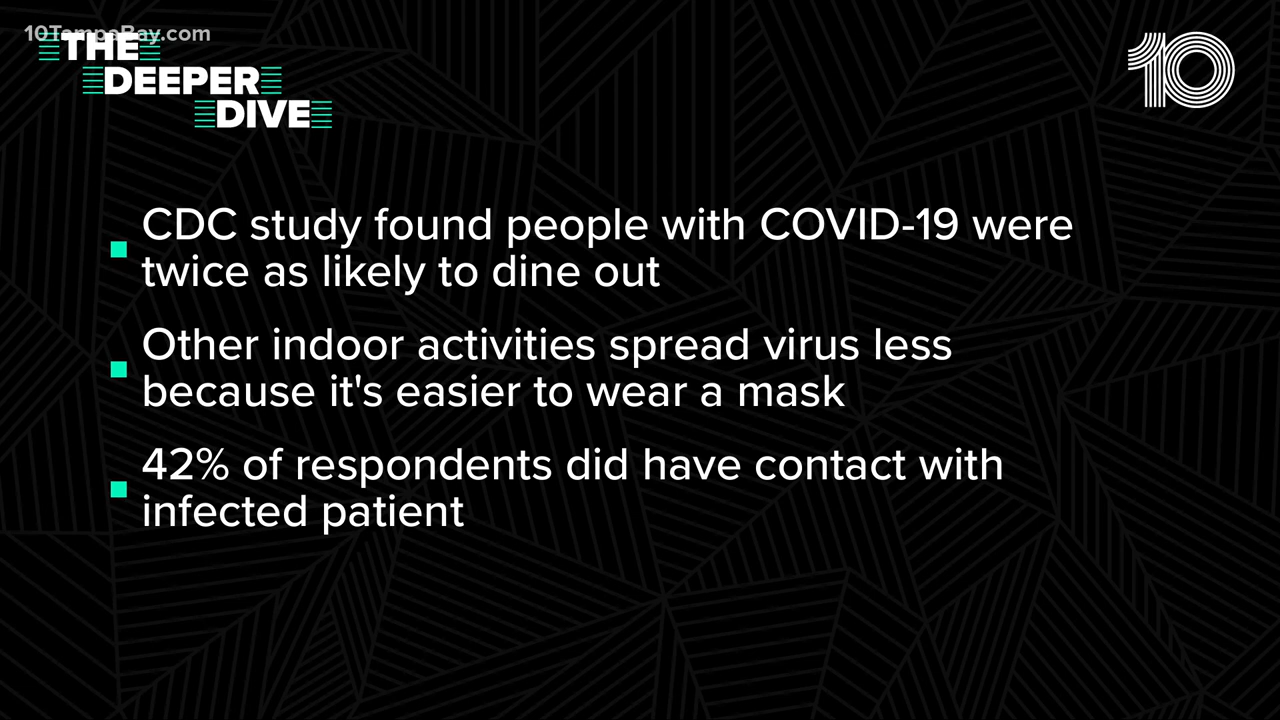 10TampaBay.com
THE
DEEPER
DIVE
10
CDC study found people with COVID-19 were
twice as likely to dine out
Other indoor activities spread virus less
because it's easier to wear a mask
42% of respondents did have contact with
infected patient